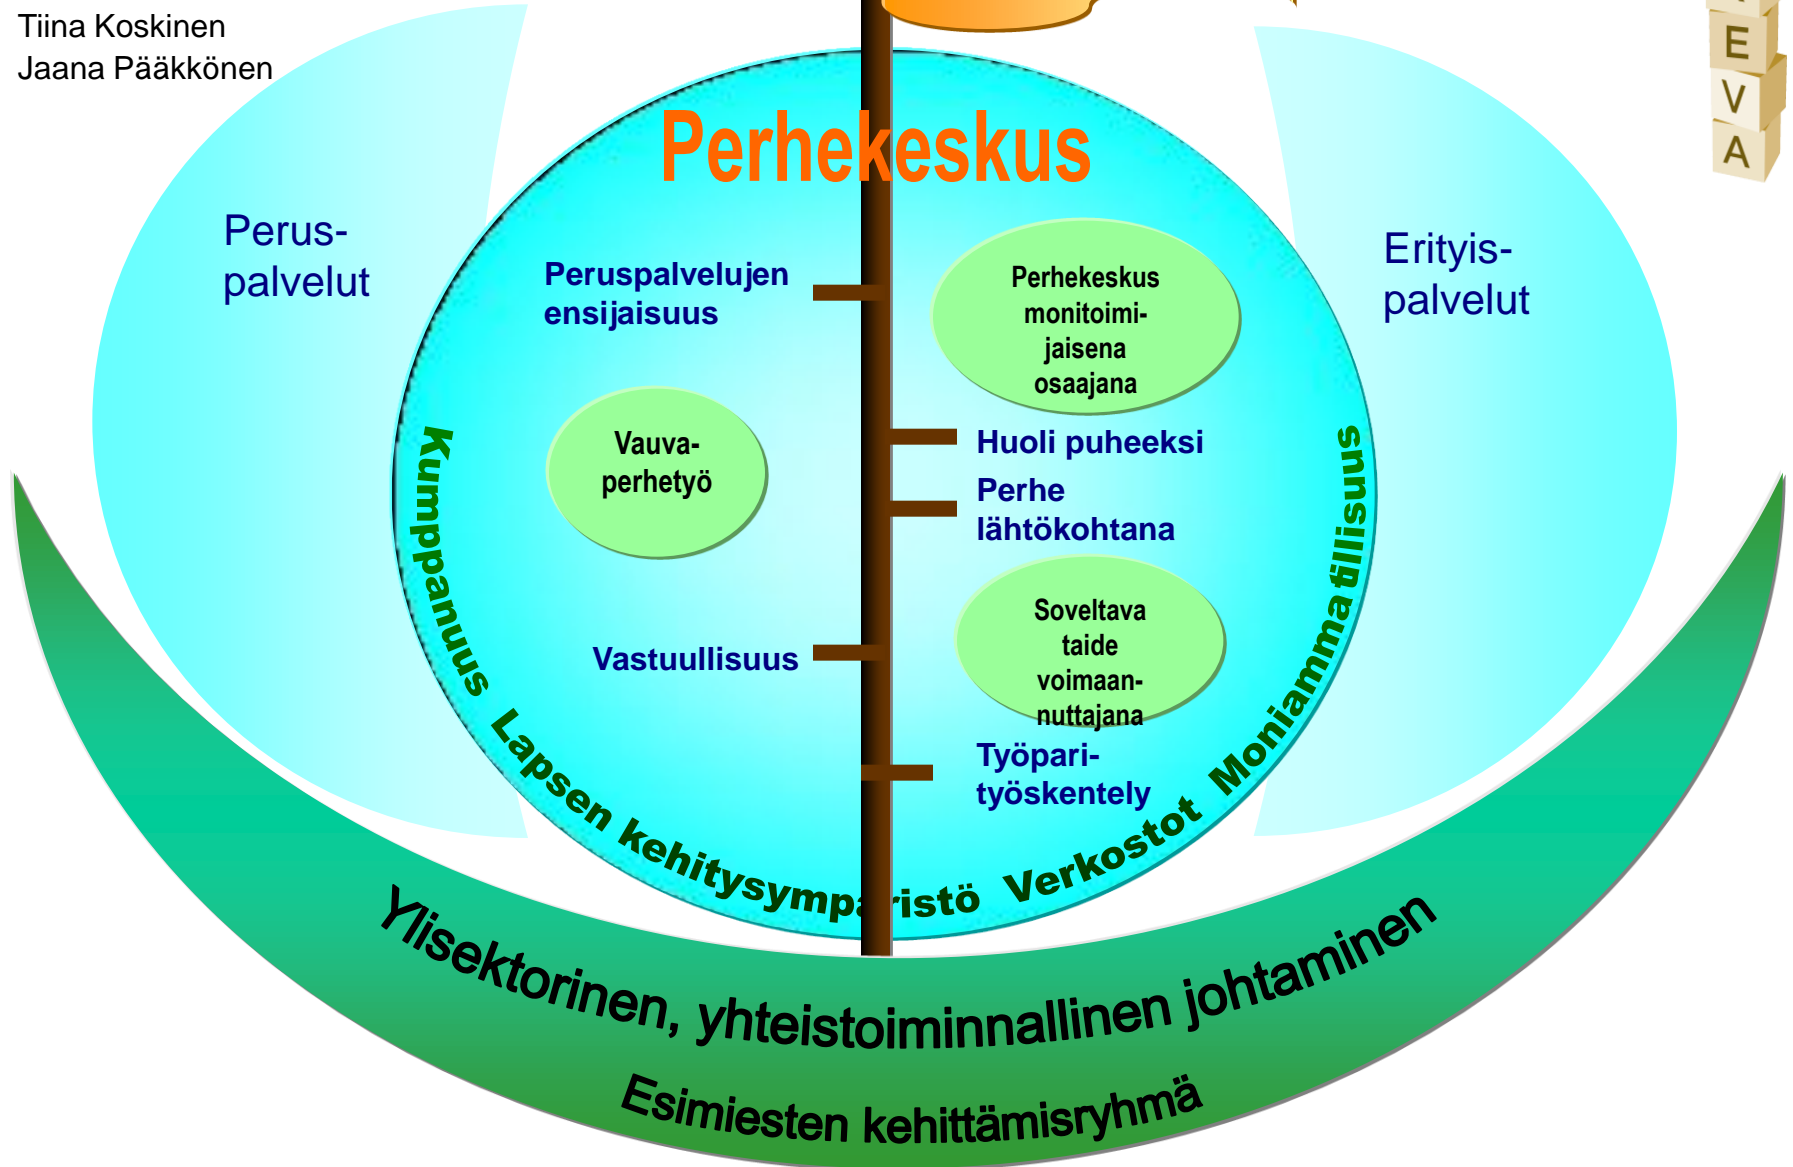 Tiina Koskinen
Jaana Pääkkönen
E
V
A
Perhekeskus
Perus-
palvelut
Erityis-
palvelut
Peruspalvelujen
ensijaisuus
Perhekeskus
monitoimi-
jaisena
osaajana
Vauva-
perhetyö
Huoli puheeksi
Perhe
lähtökohtana
Vastuullisuus
Soveltava
taide
voimaan-
nuttajana
Työpari-
työskentely
Kumppanuus Lapsen kehitysympäristö Verkostot Moniammatillisuus
Ylisektorinen, yhteistoiminnallinen johtaminen
Esimiesten kehittämisryhmä